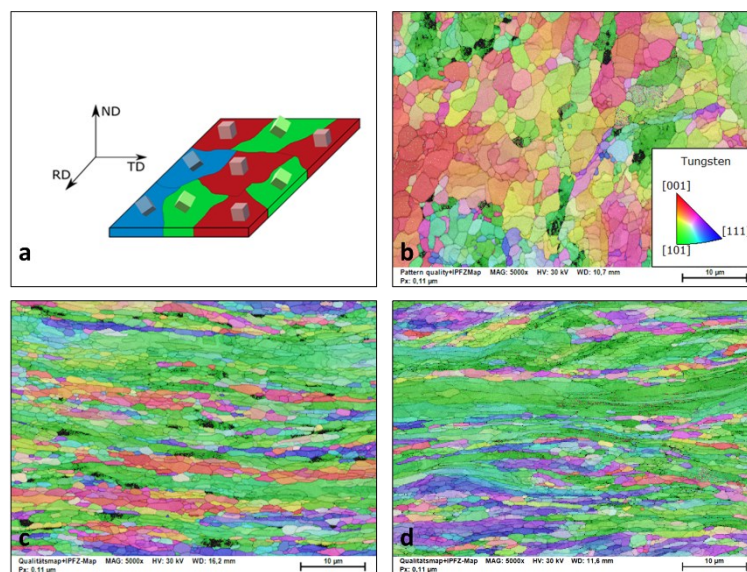 ND
RD
TD
a
Tungsten
[001]
[101]
[111]
b
Pattern quality+IPFZMap MAG: 5000x HV: 30 kV WD: 10,7 mm
Px: 0,11 µm
10 µm
c
Qualitätsmap+IPFZ-Map MAG: 5000x HV: 30 kV WD: 16,2 mm
Px: 0,11 µm
10 µm
d
Qualitätsmap+IPFZ-Map MAG: 5000x HV: 30 kV WD: 11,6 mm
Px: 0,11 µm
10 µm